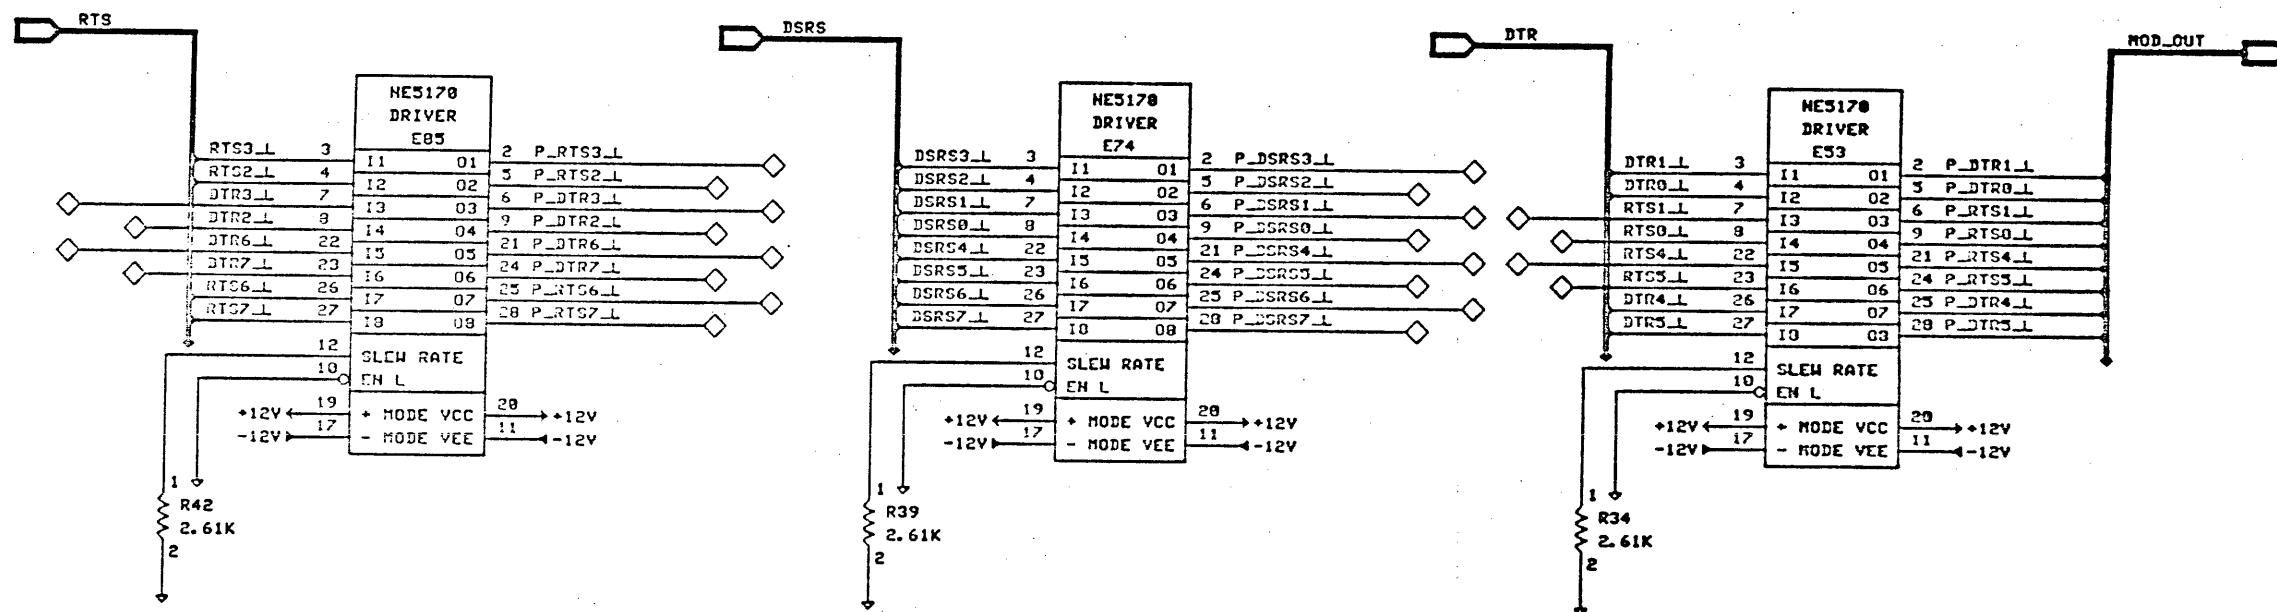 RTS
NE5170
DRIVER
E85
RTS3_L 3 I1 O1 2 P_RTS3_L
RTS2_L 4 I2 O2 5 P_RTS2_L
DTR3_L 7 I3 O3 6 P_DTR3_L
DTR2_L 8 I4 O4 9 P_DTR2_L
DTR6_L 22 I5 O5 21 P_DTR6_L
DTR7_L 23 I6 O6 24 P_DTR7_L
RTS6_L 26 I7 O7 25 P_RTS6_L
RTS7_L 27 I8 O8 28 P_RTS7_L
12 SLEW RATE
10 EN L
+12V 19 + MODE VCC 20 +12V
-12V 17 - MODE VEE 11 -12V
1
R42
2.61K
2
DSRS
NE5170
DRIVER
E74
DSRS3_L 3 I1 O1 2 P_DSRS3_L
DSRS2_L 4 I2 O2 5 P_DSRS2_L
DSRS1_L 7 I3 O3 6 P_DSRS1_L
DSRS0_L 8 I4 O4 9 P_DSRS0_L
DSRS4_L 22 I5 O5 21 P_DSRS4_L
DSRS5_L 23 I6 O6 24 P_DSRS5_L
DSRS6_L 26 I7 O7 25 P_DSRS6_L
DSRS7_L 27 I8 O8 28 P_DSRS7_L
12 SLEW RATE
10 EN L
+12V 19 + MODE VCC 20 +12V
-12V 17 - MODE VEE 11 -12V
1
R39
2.61K
2
DTR
MOD_OUT
NE5170
DRIVER
E53
DTR1_L 3 I1 O1 2 P_DTR1_L
DTR0_L 4 I2 O2 5 P_DTR0_L
RTS1_L 7 I3 O3 6 P_RTS1_L
RTS0_L 8 I4 O4 9 P_RTS0_L
RTS4_L 22 I5 O5 21 P_RTS4_L
RTS5_L 23 I6 O6 24 P_RTS5_L
DTR4_L 26 I7 O7 25 P_DTR4_L
DTR5_L 27 I8 O8 28 P_DTR5_L
12 SLEW RATE
10 EN L
+12V 19 + MODE VCC 20 +12V
-12V 17 - MODE VEE 11 -12V
1
R34
2.61K
2